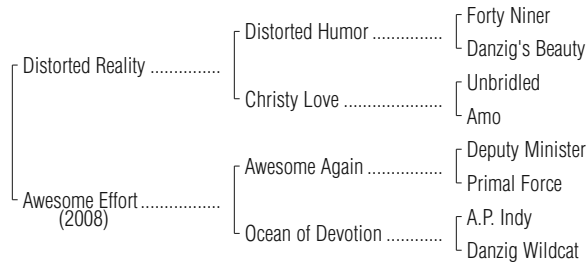 Forty Niner
Distorted Humor ...............
Danzig's Beauty
Distorted Reality ...............
Unbridled
Christy Love .....................
Amo
Deputy Minister
Awesome Again ................
Primal Force
Awesome Effort .................
(2008)
A.P. Indy
Ocean of Devotion ............
Danzig Wildcat